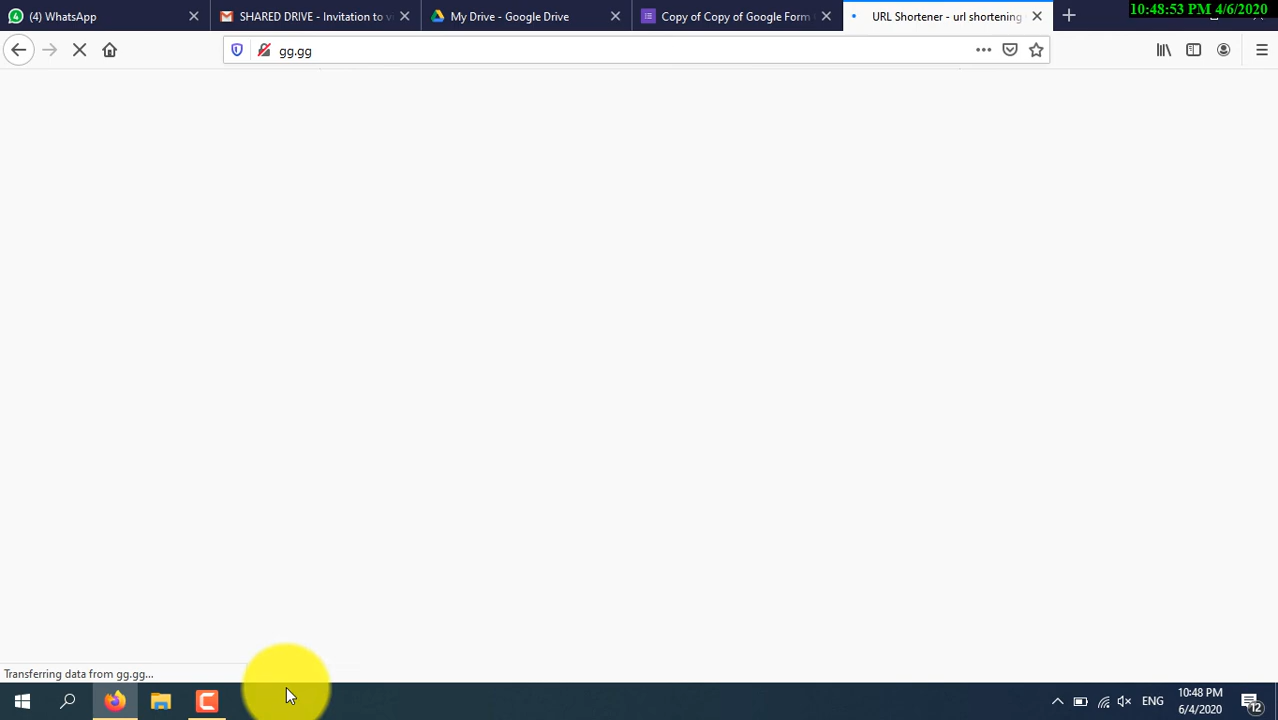 (4) WhatsApp
SHARED DRIVE - Invitation to v
My Drive - Google Drive
Copy of Copy of Google Form
URL Shortener - url shortening
10:48:53 PM 4/6/2020
gg.gg
Transferring data from gg.gg...
ENG
10:48 PM
6/4/2020
12